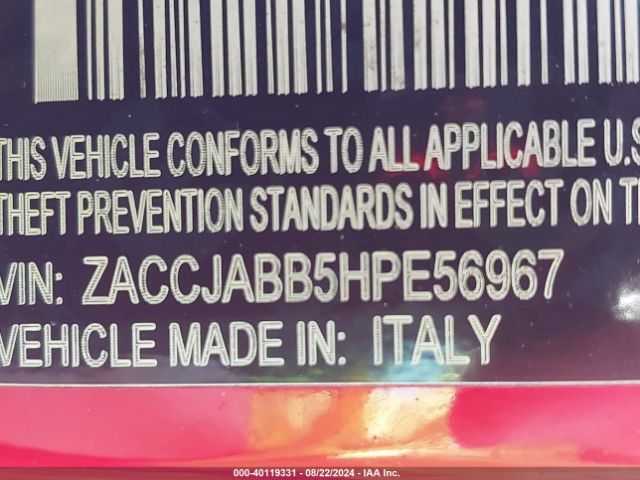 THIS VEHICLE CONFORMS TO ALL APPLICABLE U.S
THEFT PREVENTION STANDARDS IN EFFECT ON
VIN: ZACCJABB5HPE56967
VEHICLE MADE IN: ITALY
000-40119331 - 08/22/2024 - IAA Inc.